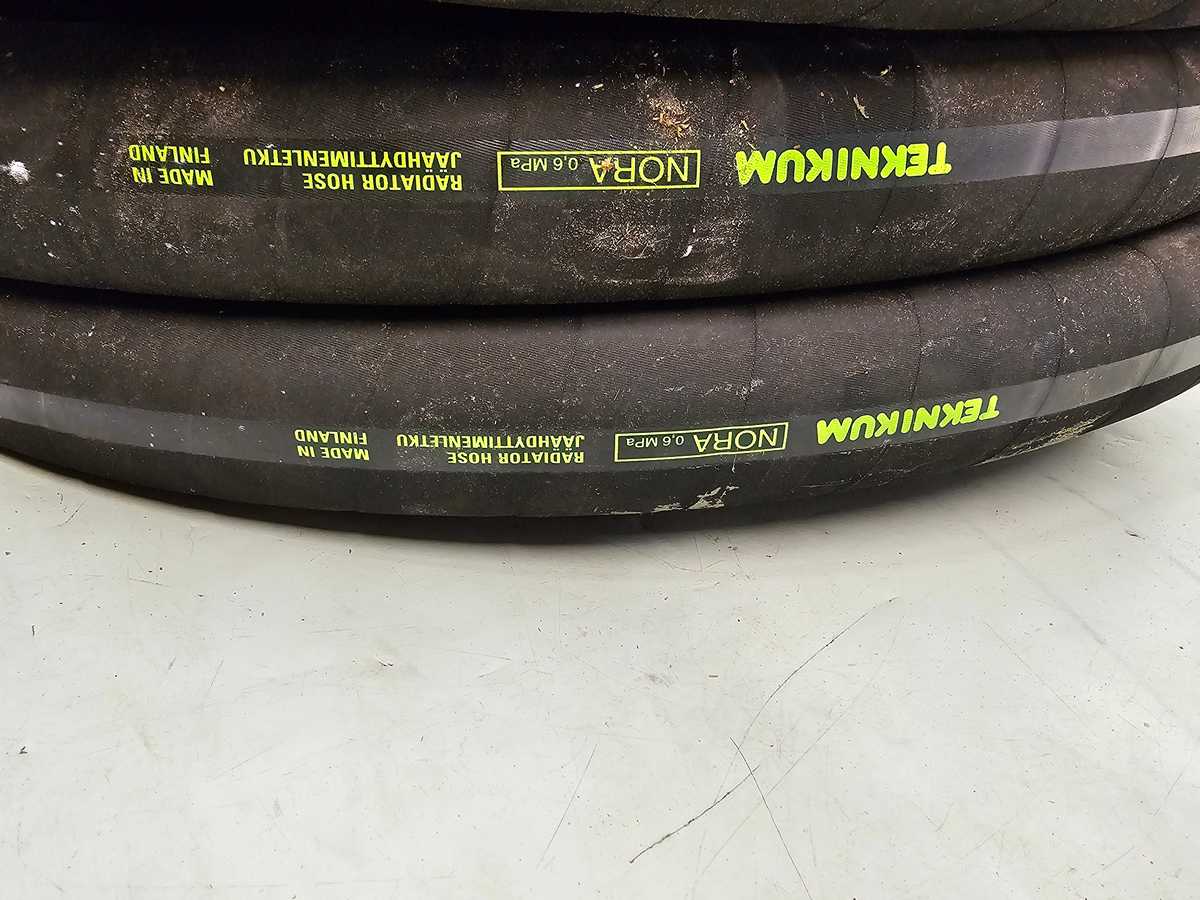 TEKNIKUM
NORA 0,6 MPa
RADIATOR HOSE
JÄÄHDYTTIMENLETKU
MADE IN
FINLAND
TEKNIKUM
NORA 0,6 MPa
RADIATOR HOSE
JÄÄHDYTTIMENLETKU
MADE IN
FINLAND